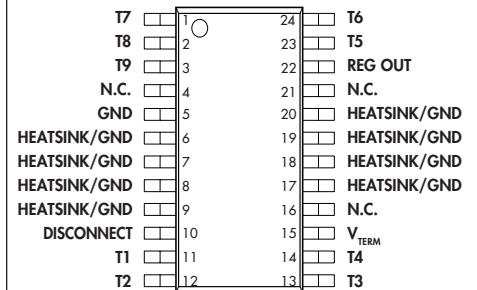 T7 1 24 T6
T8 2 23 T5
T9 3 22 REG OUT
N.C. 4 21 N.C.
GND 5 20 HEATSINK/GND
HEATSINK/GND 6 19 HEATSINK/GND
HEATSINK/GND 7 18 HEATSINK/GND
HEATSINK/GND 8 17 HEATSINK/GND
HEATSINK/GND 9 16 N.C.
DISCONNECT 10 15 VTERM
T1 11 14 T4
T2 12 13 T3